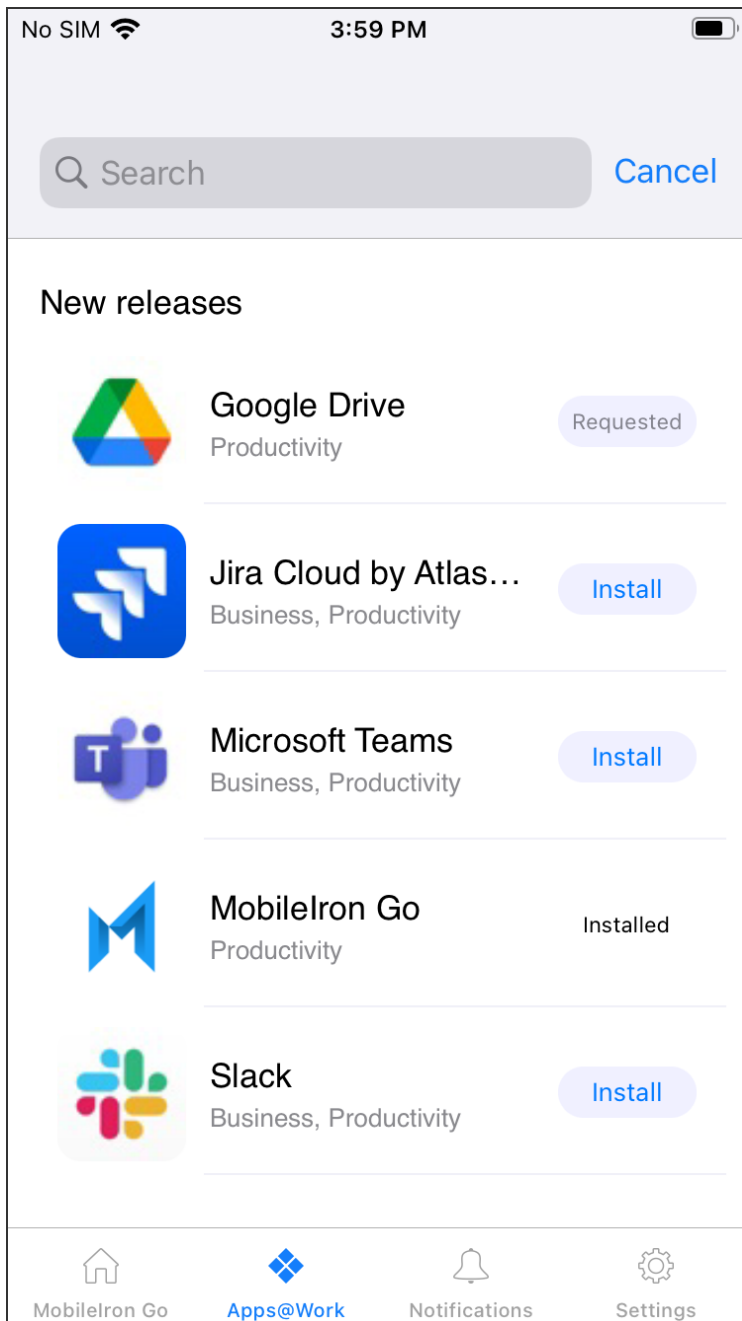 No SIM 3:59 PM
Search Cancel
New releases
Google Drive
Productivity
Requested
Jira Cloud by Atlas...
Business, Productivity
Install
T
Microsoft Teams
Business, Productivity
Install
MobileIron Go
Productivity
Installed
Slack
Business, Productivity
Install
MobileIron Go Apps@Work Notifications Settings